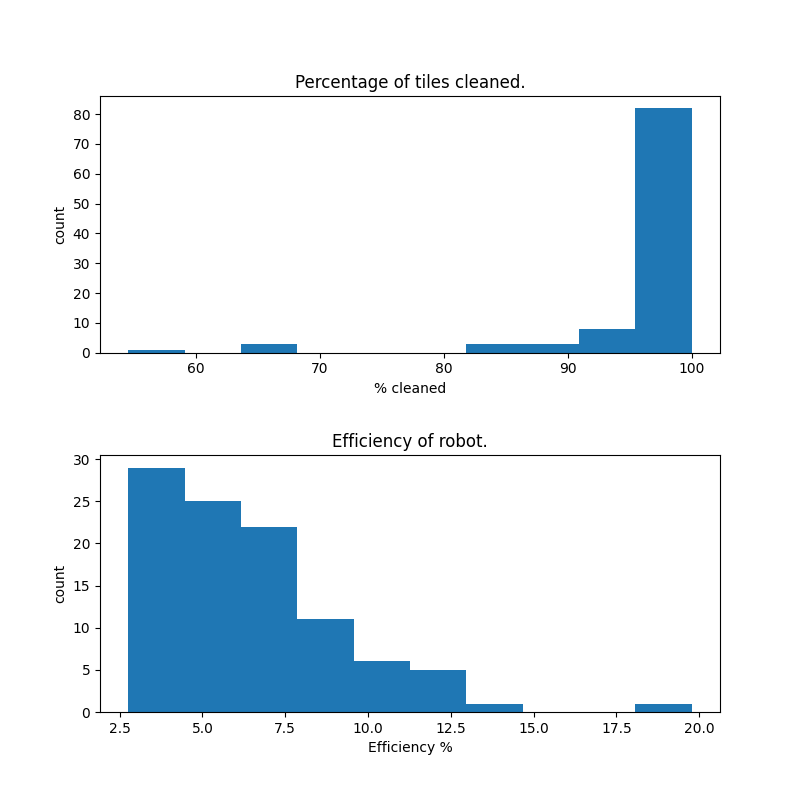 Percentage of tiles cleaned.
80
70
60
50
40
30
20
10
0
count
60 70 80 90 100
% cleaned
Efficiency of robot.
30
25
20
15
10
5
0
count
2.5 5.0 7.5 10.0 12.5 15.0 17.5 20.0
Efficiency %